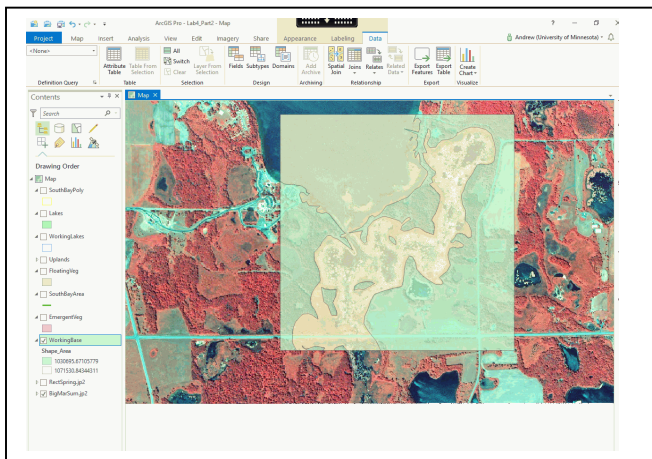 ArcGIS Pro - Lab4_Part2 - Map
Project Map Insert Analysis View Edit Imagery Share Appearance Labeling Data
Andrew (University of Minnesota)
<None>
Definition Query
Attribute Table
Table From Selection
Table
All
Switch
Clear
Layer From Selection
Selection
Fields Subtypes Domains
Design
Add Archive
Archiving
Spatial Join
Joins
Relates
Related Data
Relationship
Export Features
Export Table
Export
Create Chart
Visualize
Contents
Map
Search
Drawing Order
Map
SouthBayPoly
Lakes
WorkingLakes
Uplands
FloatingVeg
SouthBayArea
EmergentVeg
WorkingBase
Shape_Area
1030695.67105779
1071530.84344311
RectSpring.jp2
BigMarSum.jp2